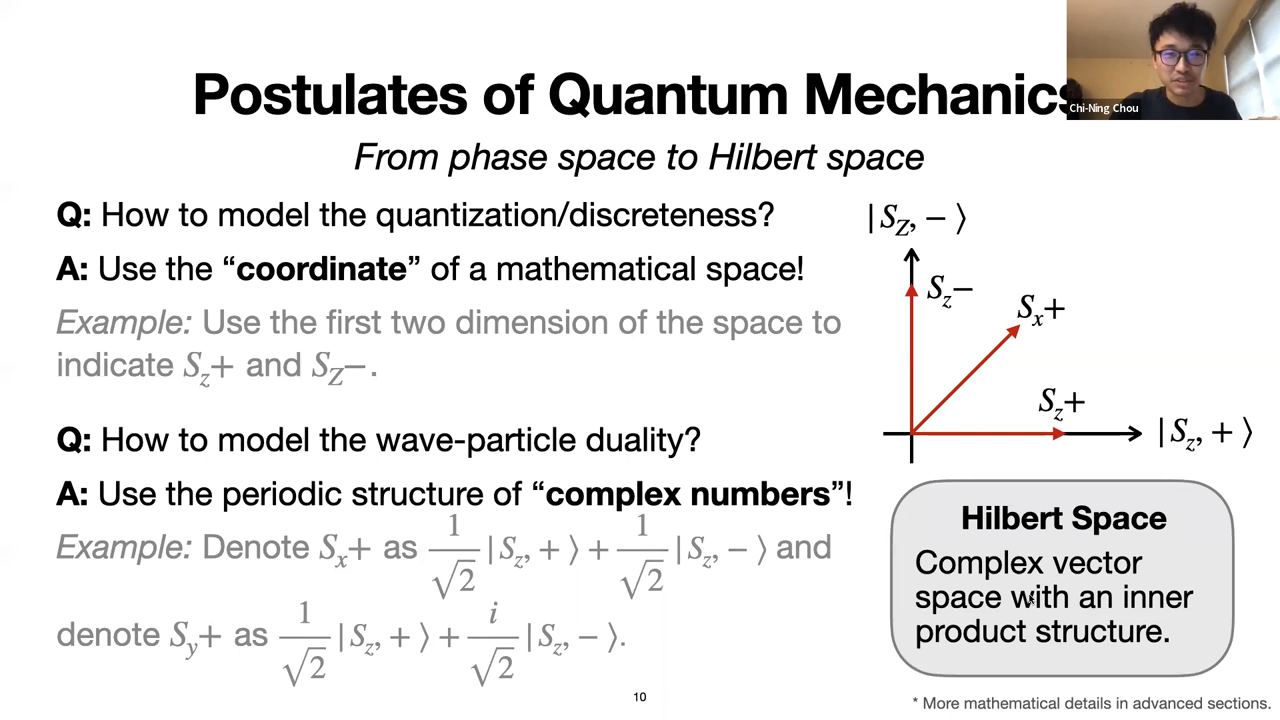 Postulates of Quantum Mechanics
Chi-Ning Chou
From phase space to Hilbert space
Q: How to model the quantization/discreteness?
A: Use the “coordinate” of a mathematical space!
Example: Use the first two dimension of the space to
indicate S_z+ and S_Z−.
Q: How to model the wave-particle duality?
A: Use the periodic structure of “complex numbers”!
Example: Denote S_x+ as 1/√2 |S_z, + ⟩ + 1/√2 |S_z, − ⟩ and
denote S_y+ as 1/√2 |S_z, + ⟩ + i/√2 |S_z, − ⟩.
|S_Z, − ⟩
S_z−
S_x+
S_z+
|S_z, + ⟩
Hilbert Space
Complex vector
space with an inner
product structure.
10
* More mathematical details in advanced sections.